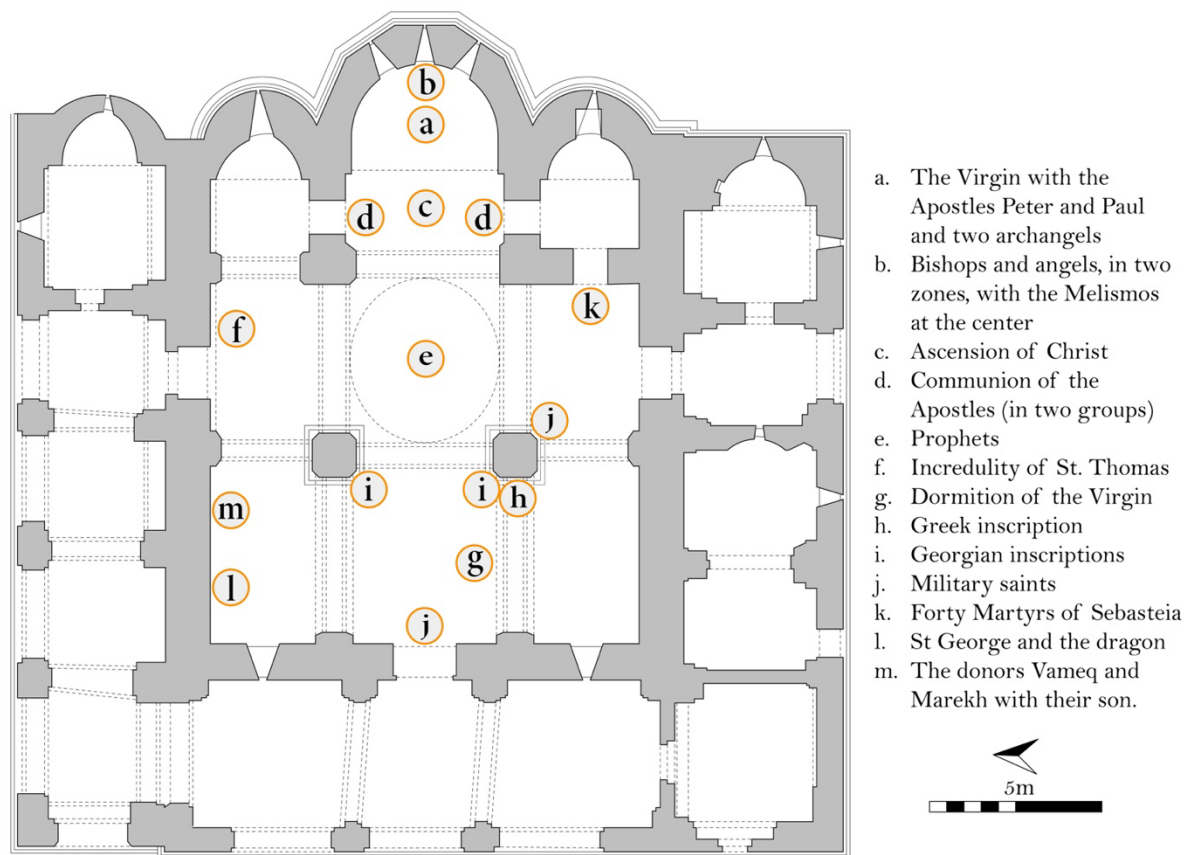 b
a
c
d
d
f
k
e
j
i
i
h
m
g
l
j
a. The Virgin with the
Apostles Peter and Paul
and two archangels
b. Bishops and angels, in two
zones, with the Melismos
at the center
c. Ascension of Christ
d. Communion of the
Apostles (in two groups)
e. Prophets
f. Incredulity of St. Thomas
g. Dormition of the Virgin
h. Greek inscription
i. Georgian inscriptions
j. Military saints
k. Forty Martyrs of Sebasteia
l. St George and the dragon
m. The donors Vameq and
Marekh with their son.
5m